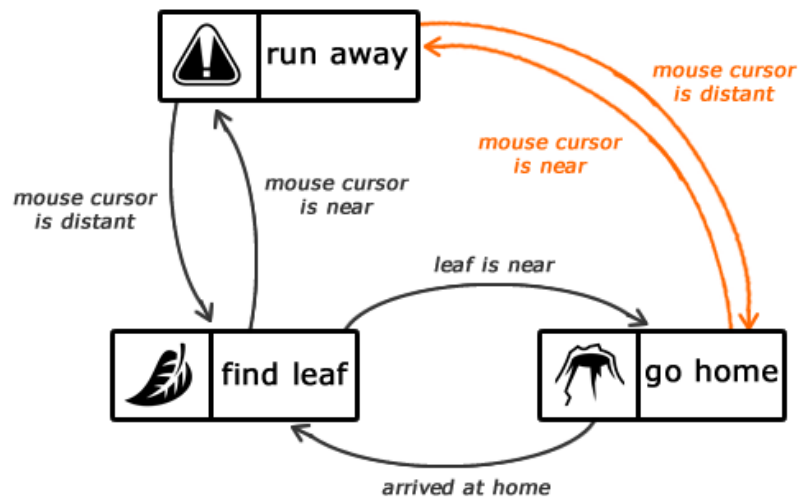 run away
mouse cursor
is distant
mouse cursor
is near
mouse cursor
is distant
mouse cursor
is near
leaf is near
find leaf
go home
arrived at home